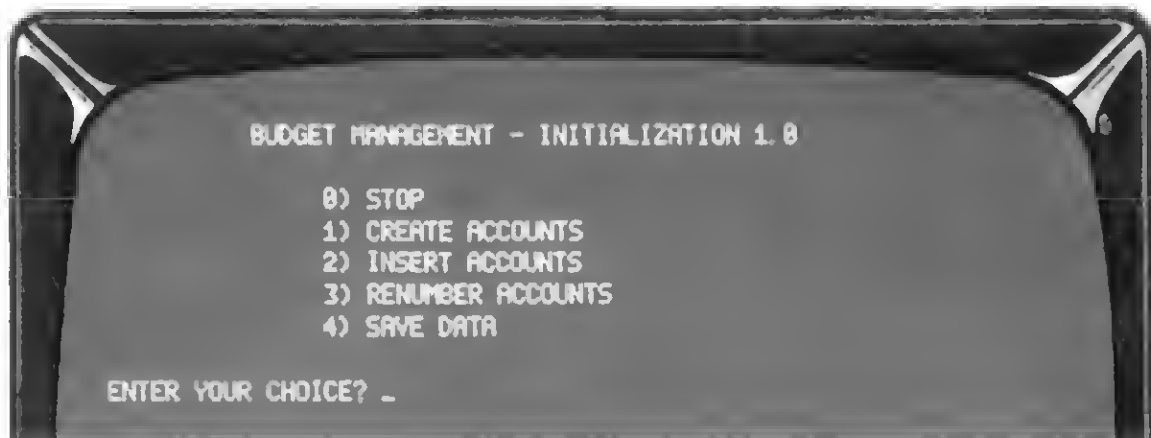 BUDGET MANAGEMENT - INITIALIZATION 1.0
0) STOP
1) CREATE ACCOUNTS
2) INSERT ACCOUNTS
3) RENUMBER ACCOUNTS
4) SAVE DATA
ENTER YOUR CHOICE? _